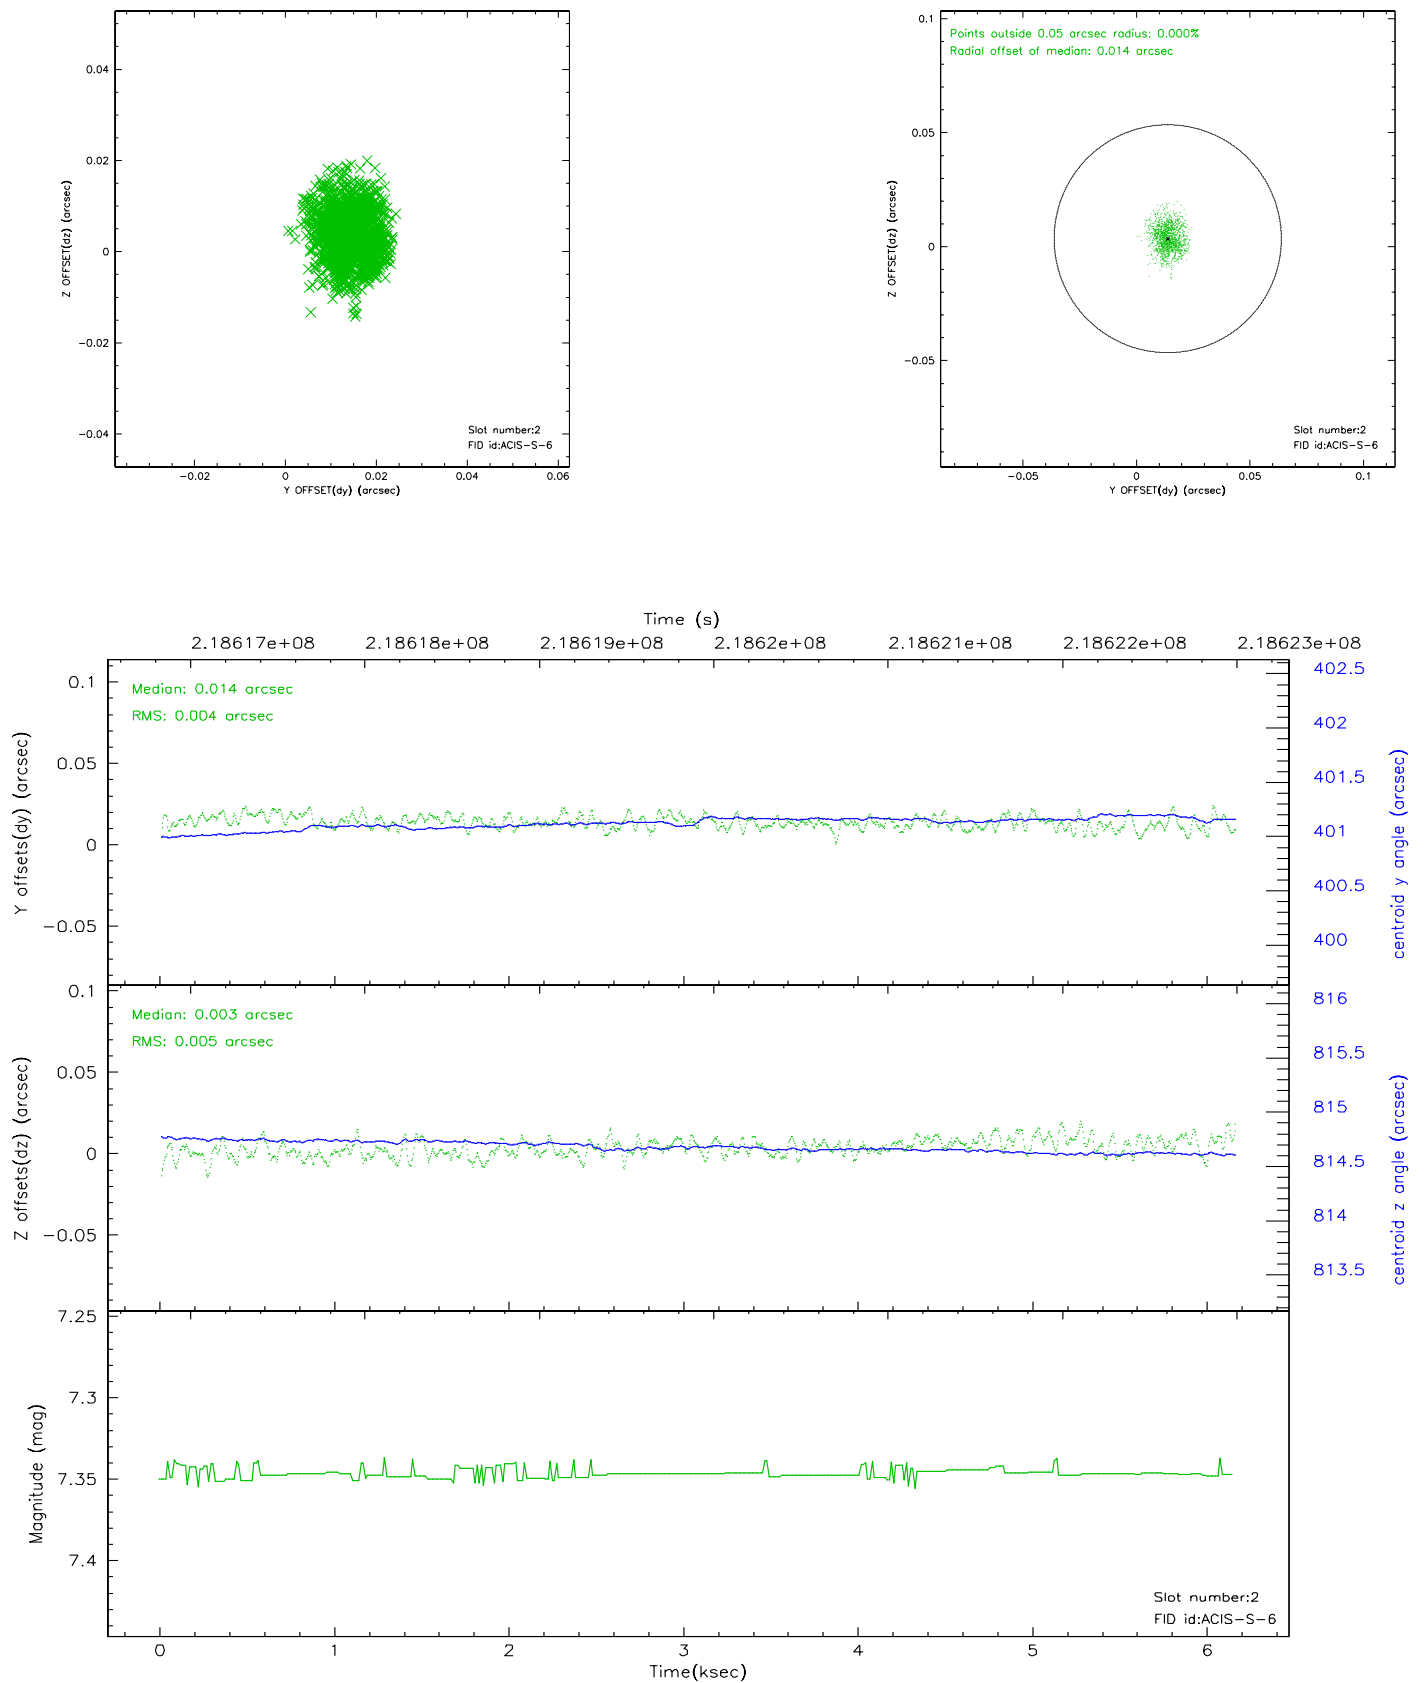 0.04
0.02
0
−0.02
−0.04
Z OFFSET(dz) (arcsec)
Slot number:2
FID id:ACIS−S−6
−0.02
0
0.02
0.04
0.06
Y OFFSET(dy) (arcsec)
0.1
0.05
0
−0.05
Z OFFSET(dz) (arcsec)
Points outside 0.05 arcsec radius: 0.000%
Radial offset of median: 0.014 arcsec
Slot number:2
FID id:ACIS−S−6
−0.05
0
0.05
0.1
Y OFFSET(dy) (arcsec)
Time (s)
2.18617e+08
2.18618e+08
2.18619e+08
2.1862e+08
2.18621e+08
2.18622e+08
2.18623e+08
0.1
0.05
0
−0.05
Y offsets(dy) (arcsec)
Median: 0.014 arcsec
RMS: 0.004 arcsec
402.5
402
401.5
401
400.5
400
centroid y angle (arcsec)
0.1
0.05
0
−0.05
Z offsets(dz) (arcsec)
Median: 0.003 arcsec
RMS: 0.005 arcsec
816
815.5
815
814.5
814
813.5
centroid z angle (arcsec)
7.25
7.3
7.35
7.4
Magnitude (mag)
Slot number:2
FID id:ACIS−S−6
0
1
2
3
4
5
6
Time(ksec)